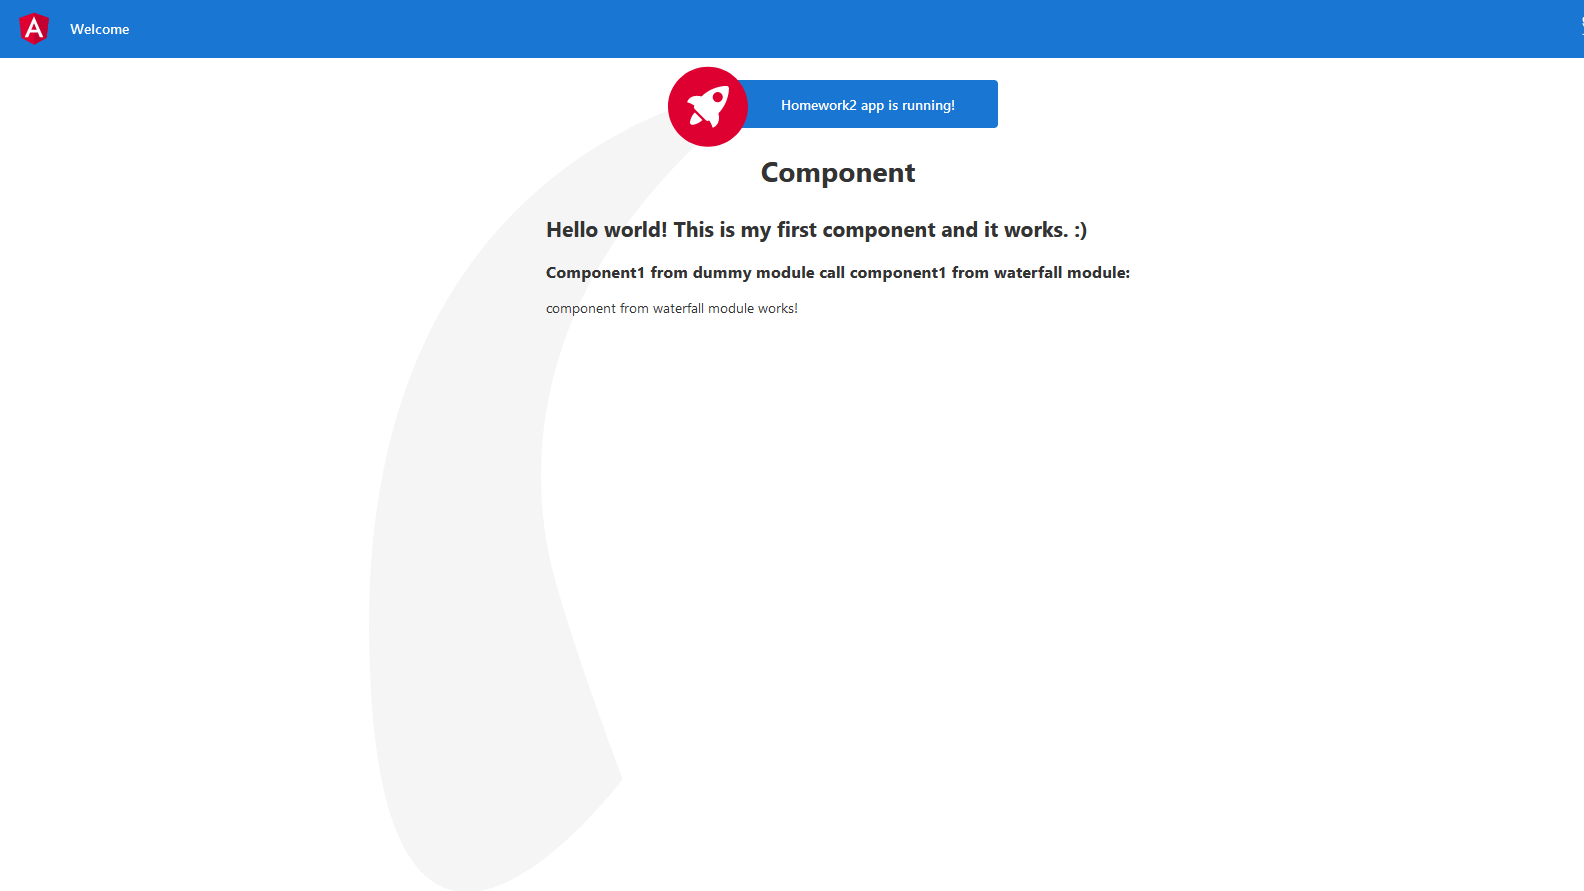 Welcome
Homework2 app is running!
Component
Hello world! This is my first component and it works. :)
Component1 from dummy module call component1 from waterfall module:
component from waterfall module works!